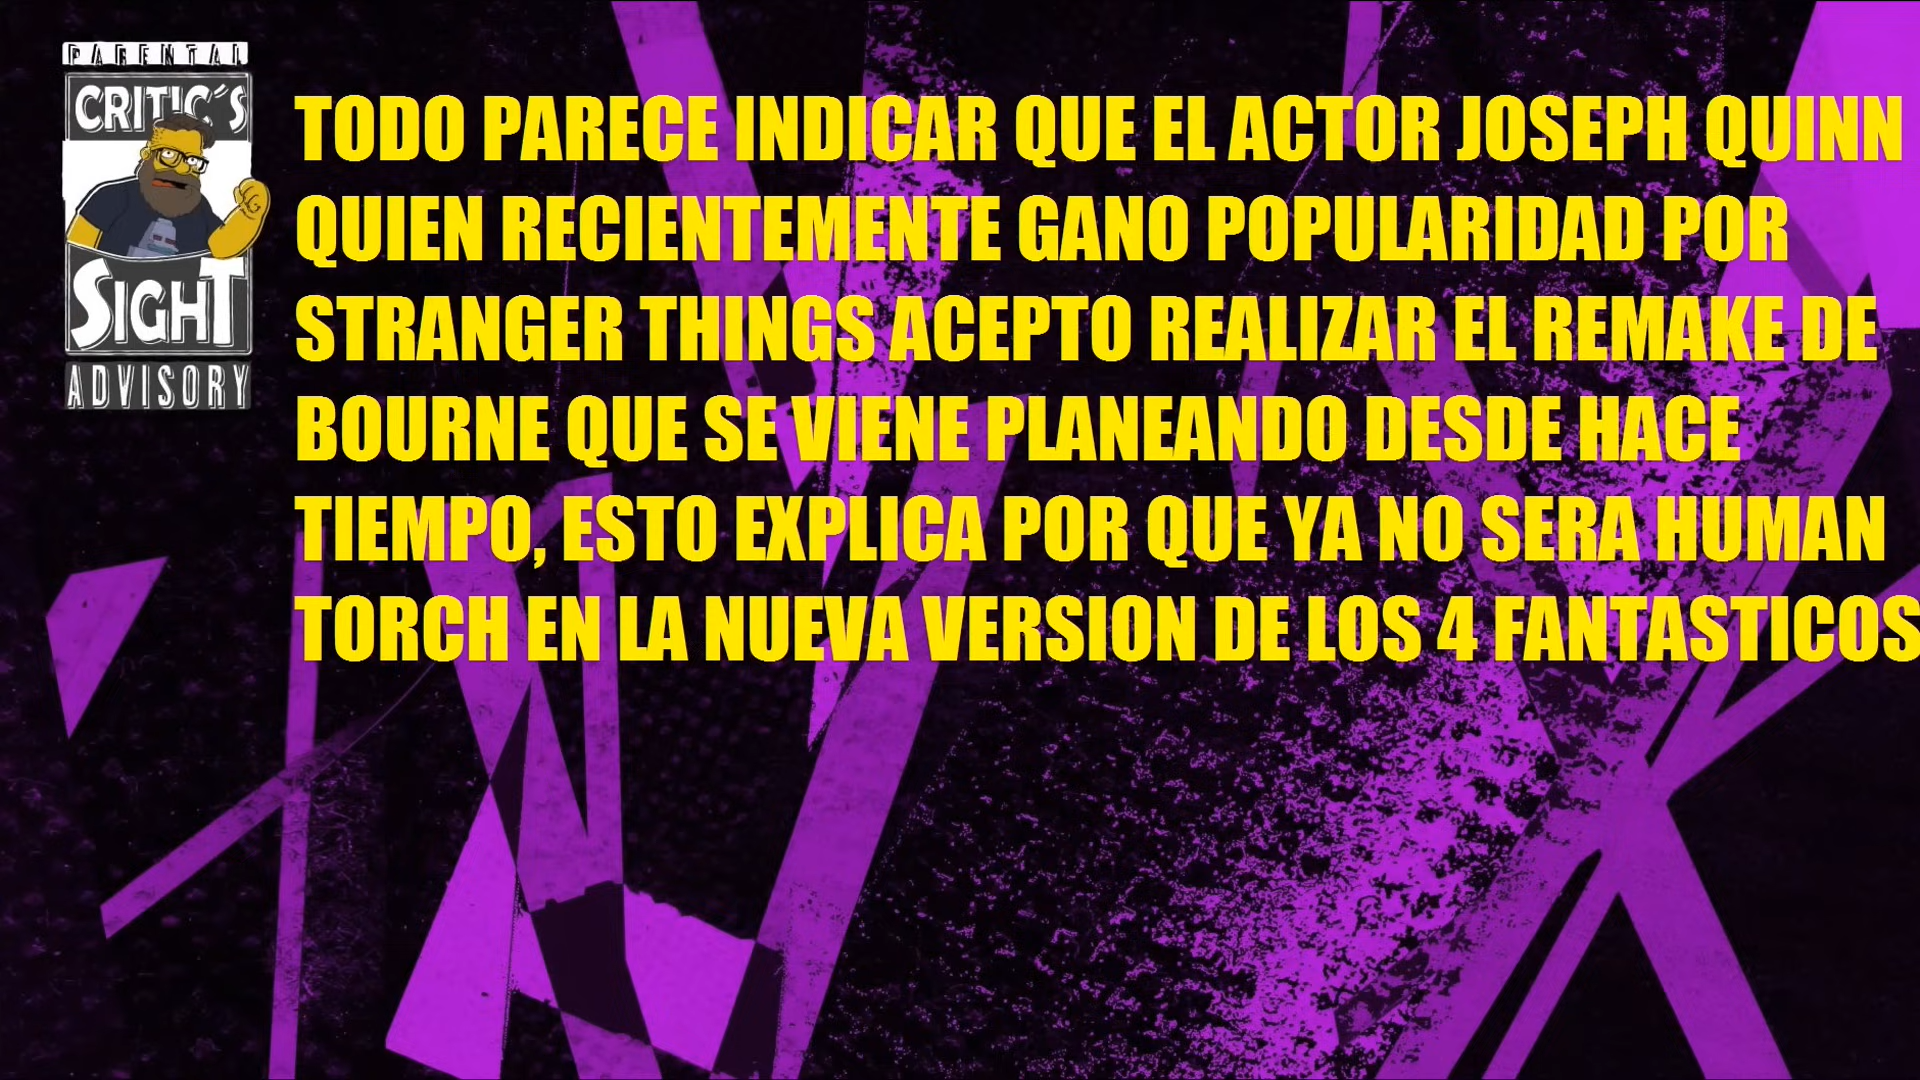 PARENTAL
CRITIC´S
SIGHT
ADVISORY
TODO PARECE INDICAR QUE EL ACTOR JOSEPH QUINN
QUIEN RECIENTEMENTE GANO POPULARIDAD POR
STRANGER THINGS ACEPTO REALIZAR EL REMAKE DE
BOURNE QUE SE VIENE PLANEANDO DESDE HACE
TIEMPO, ESTO EXPLICA POR QUE YA NO SERA HUMAN
TORCH EN LA NUEVA VERSION DE LOS 4 FANTASTICOS